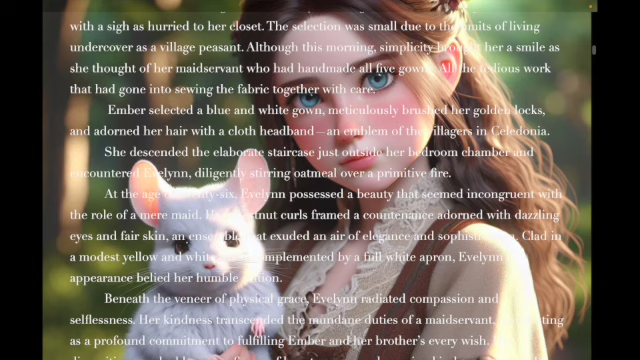 with a sigh as hurried to her closet. The selection was small due to the limits of living
undercover as a village peasant. Although this morning, simplicity brought her a smile as
she thought of her maidservant who had handmade all five gowns. All the tedious work
that had gone into sewing the fabric together with care.
Ember selected a blue and white gown, meticulously brushed her golden locks,
and adorned her hair with a cloth headband—an emblem of the villagers in Celedonia.
She descended the elaborate staircase just outside her bedroom chamber and
encountered Evelynn, diligently stirring oatmeal over a primitive fire.
At the age of Evelynn possessed a beauty that seemed incongruent with
the role of a mere maid. curls framed a countenance adorned with dazzling
eyes and fair skin, an ensemble that exuded an air of elegance and Clad in
a modest yellow and white complemented by a full white apron, Evelynn
appearance belied her humble
Beneath the veneer of physical grace, Evelynn radiated compassion and
selflessness. Her kindness transcended the mundane duties of a maidservant,
as a profound commitment to fulfilling Ember and her brother's every wish.